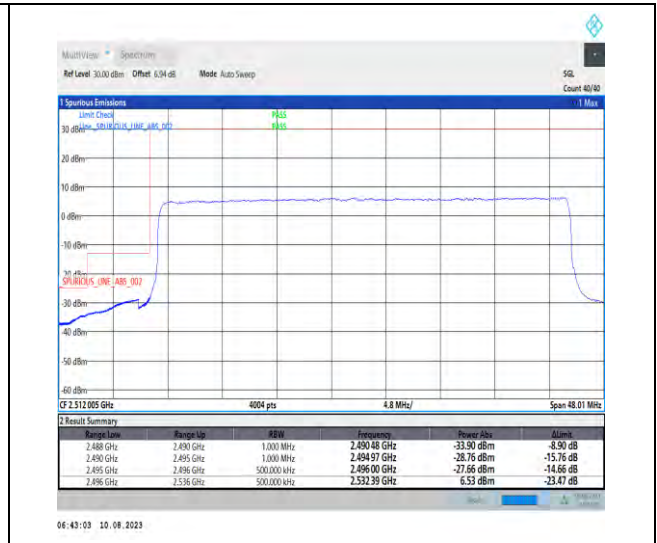 MultiView Spectrum
Ref Level 30.00 dBm Offset 6.94 dB Mode Auto Sweep SGL
Count 40/40
1 Spurious Emissions 1 Max
Limit Check PASS
Line _SPURIOUS_LINE_ABS_002 PASS
30 dBm
20 dBm
10 dBm
0 dBm
-10 dBm
-20 dBm
SPURIOUS_LINE_ABS_002
-30 dBm
-40 dBm
-50 dBm
-60 dBm
CF 2.512 005 GHz 4004 pts 4.8 MHz/ Span 48.01 MHz
2 Result Summary
Range Low Range Up RBW Frequency Power Abs ΔLimit
2.488 GHz 2.490 GHz 1.000 MHz 2.490 48 GHz -33.90 dBm -8.90 dB
2.490 GHz 2.495 GHz 1.000 MHz 2.494 97 GHz -28.76 dBm -15.76 dB
2.495 GHz 2.496 GHz 500.000 kHz 2.496 00 GHz -27.66 dBm -14.66 dB
2.496 GHz 2.536 GHz 500.000 kHz 2.532 39 GHz 6.53 dBm -23.47 dB
06:43:03 10.08.2023